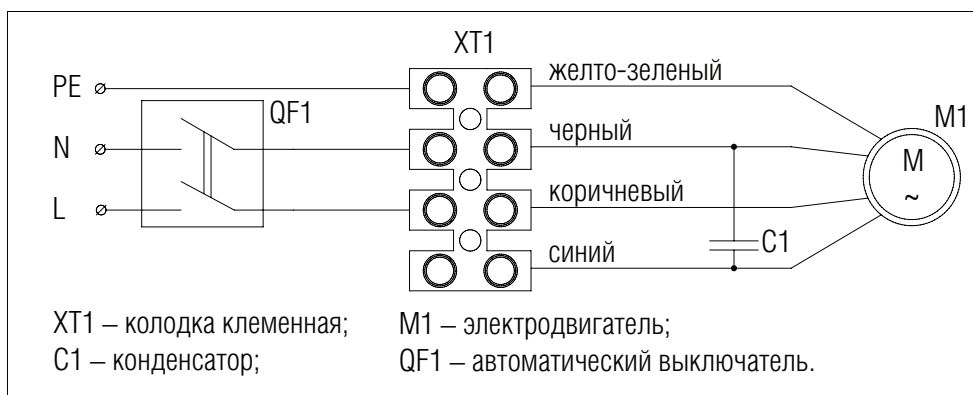 XT1
PE
желто-зеленый
QF1
M1
N
черный
M
~
L
коричневый
C1
синий
XT1 – колодка клеменная;
M1 – электродвигатель;
C1 – конденсатор;
QF1 – автоматический выключатель.